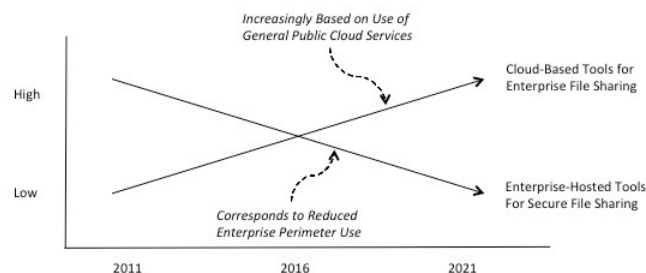 Increasingly Based on Use of
General Public Cloud Services
High
Cloud-Based Tools for
Enterprise File Sharing
Low
Enterprise-Hosted Tools
For Secure File Sharing
Corresponds to Reduced
Enterprise Perimeter Use
2011
2016
2021